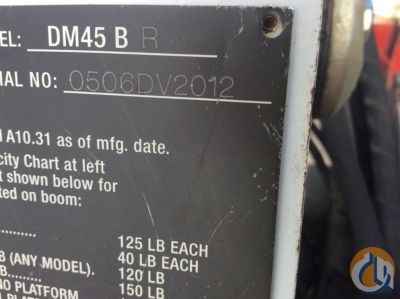 EL: DM45 B R
IAL NO: 0506DV2012
A10.31 as of mfg. date.
city Chart at left
t shown below for
ted on boom:
125 LB EACH
B (ANY MODEL). 40 LB EACH
B 120 LB
NO PLATFORM 150 LB